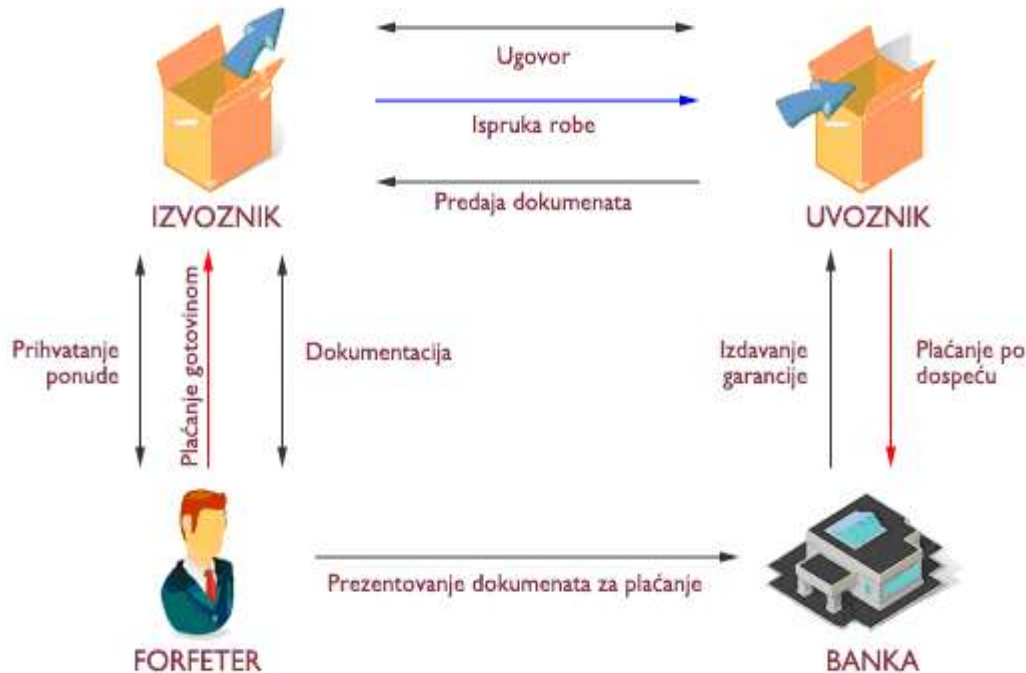 Ugovor
Ispruka robe
Predaja dokumenata
IZVOZNIK
UVOZNIK
Prihvatanje
ponude
Plaćanje gotovinom
Dokumentacija
Izdavanje
garancije
Plaćanje po
dospeću
Prezentovanje dokumenata za plaćanje
FORFETER
BANKA